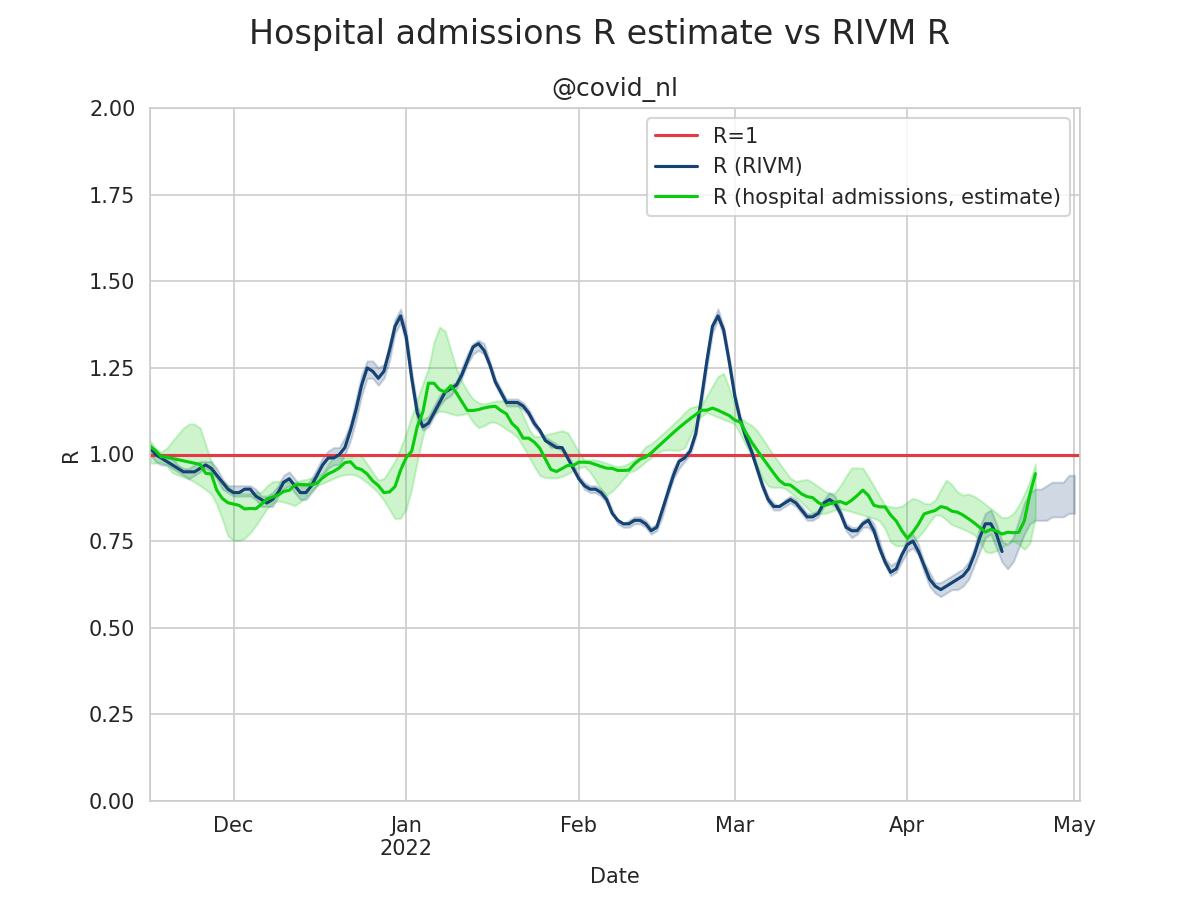 Hospital admissions R estimate vs RIVM R
@covid_nl
R=1
R (RIVM)
R (hospital admissions, estimate)
2.00
1.75
1.50
1.25
1.00
0.75
0.50
0.25
0.00
R
Dec
Jan
2022
Feb
Mar
Apr
May
Date